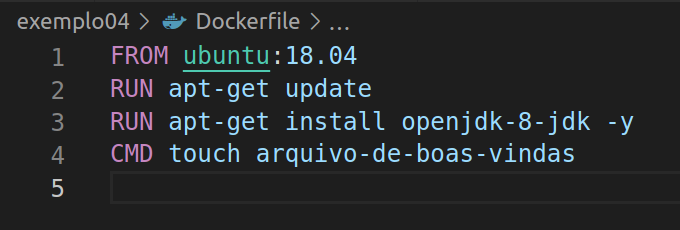 exemplo04 > Dockerfile > ...
1 FROM ubuntu:18.04
2 RUN apt-get update
3 RUN apt-get install openjdk-8-jdk -y
4 CMD touch arquivo-de-boas-vindas
5